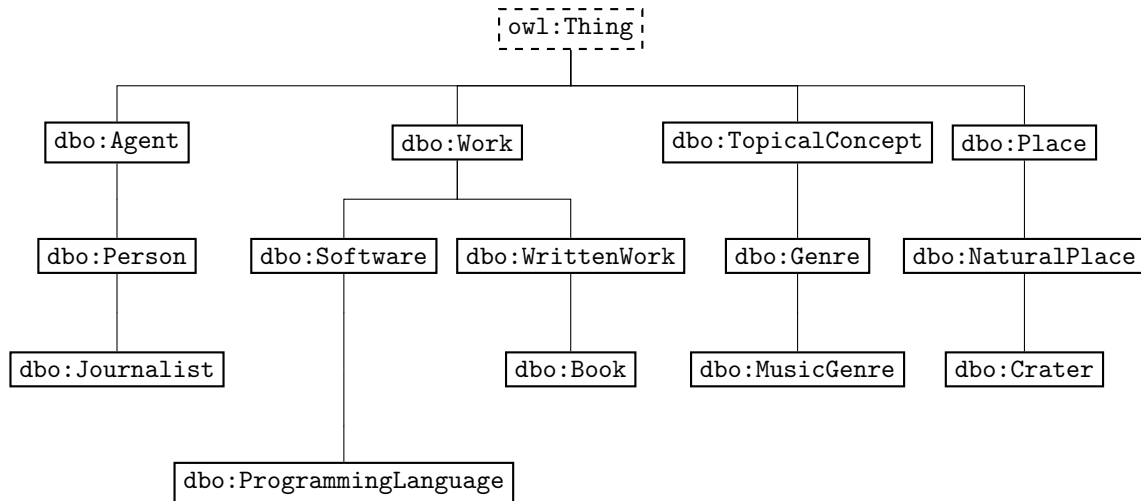 owl:Thing
dbo:Agent
dbo:Work
dbo:TopicalConcept
dbo:Place
dbo:Person
dbo:Software
dbo:WrittenWork
dbo:Genre
dbo:NaturalPlace
dbo:Journalist
dbo:Book
dbo:MusicGenre
dbo:Crater
dbo:ProgrammingLanguage